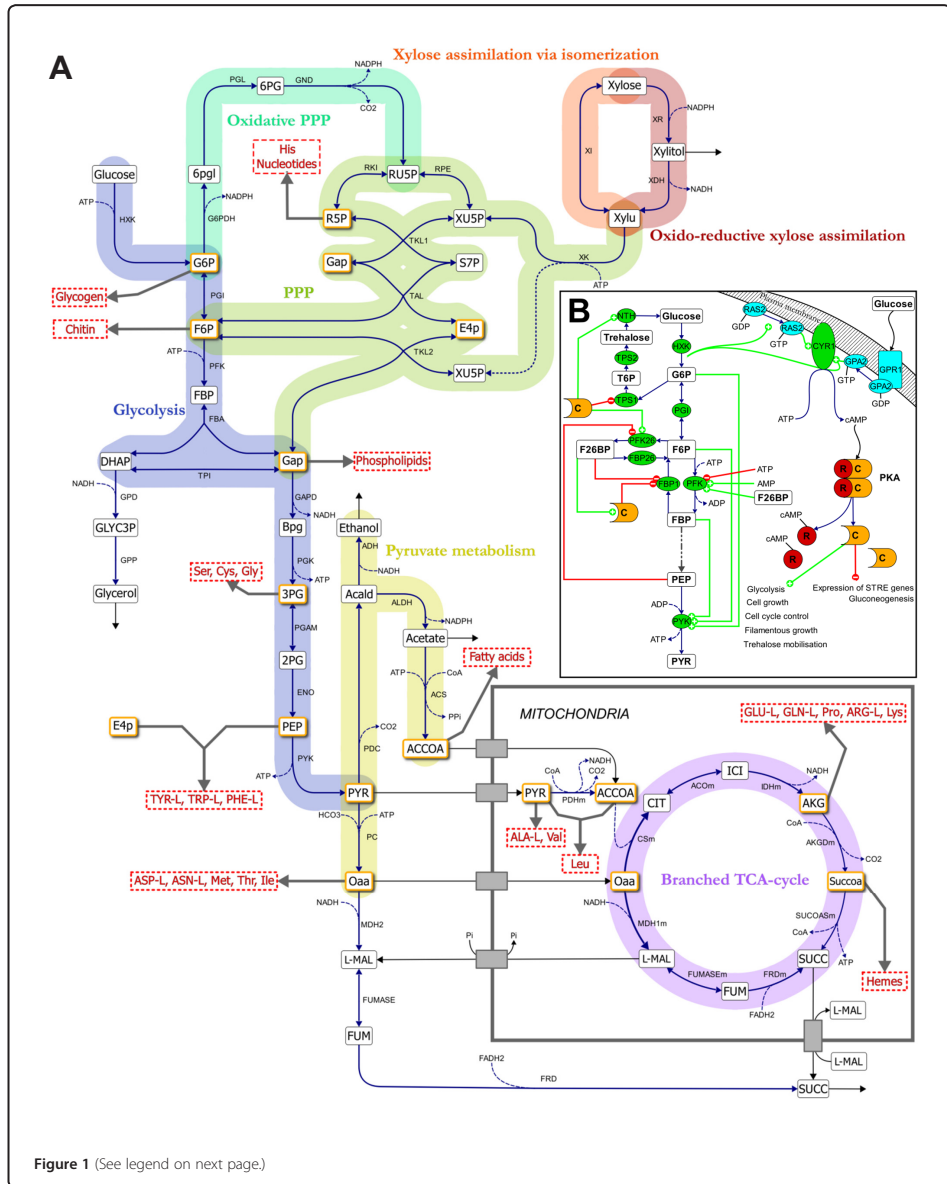 A
Xylose assimilation via isomerization
PGL
6PG
GND
NADPH
CO2
Oxidative PPP
Xylose
XR
NADPH
XI
Xylitol
XDH
NADH
Xylu
Oxido-reductive xylose assimilation
His
Nucleotides
Glucose
ATP
HXK
6pgl
NADPH
G6PDH
RKI
RU5P
RPE
R5P
XU5P
TKL1
XK
ATP
G6P
Gap
S7P
Glycogen
PGI
PPP
TAL
Chitin
F6P
E4p
TKL2
ATP
PFK
XU5P
FBP
Glycolysis
FBA
DHAP
Gap
Phospholipids
TPI
NADH
GPD
GAPD
NADH
GLYC3P
Bpg
Ethanol
ADH
NADH
Pyruvate metabolism
GPP
PGK
ATP
Ser, Cys, Gly
Glycerol
3PG
Acald
ALDH
NADPH
PGAM
Acetate
2PG
ATP
CoA
Fatty acids
ENO
ACS
PPi
E4p
PEP
CO2
ACCOA
PDC
PYK
ATP
TYR-L, TRP-L, PHE-L
PYR
HCO3
ATP
PC
ASP-L, ASN-L, Met, Thr, Ile
Oaa
NADH
MDH2
L-MAL
Pi
Pi
FUMASE
FUM
FADH2
FRD
SUCC
B
NTH
Glucose
Trehalose
HXK
TPS2
T6P
G6P
TPS1
C
PGI
PFK26
F26BP
F6P
FBP26
ATP
ATP
FBP1
PFK
AMP
C
ADP
F26BP
FBP
PEP
ADP
PYK
ATP
PYR
Plasma membrane
RAS2
GDP
RAS2
GTP
CYR1
Glucose
GPR1
GPA2
GTP
GPA2
GDP
ATP
cAMP
R
C
R
C
PKA
cAMP
cAMP
R
R
C
C
Glycolysis
Cell growth
Cell cycle control
Filamentous growth
Trehalose mobilisation
Expression of STRE genes
Gluconeogenesis
MITOCHONDRIA
GLU-L, GLN-L, Pro, ARG-L, Lys
CoA
NADH
CO2
PYR
PDHm
ACCOA
ALA-L, Val
Leu
CSm
CIT
ACOm
ICI
IDHm
NADH
AKG
CoA
AKGDm
CO2
Oaa
Branched TCA-cycle
Succoa
NADH
MDH1m
SUCOASm
CoA
ATP
L-MAL
SUCC
FUMASEm
FRDm
FUM
FADH2
Hemes
L-MAL
L-MAL
Figure 1 (See legend on next page.)